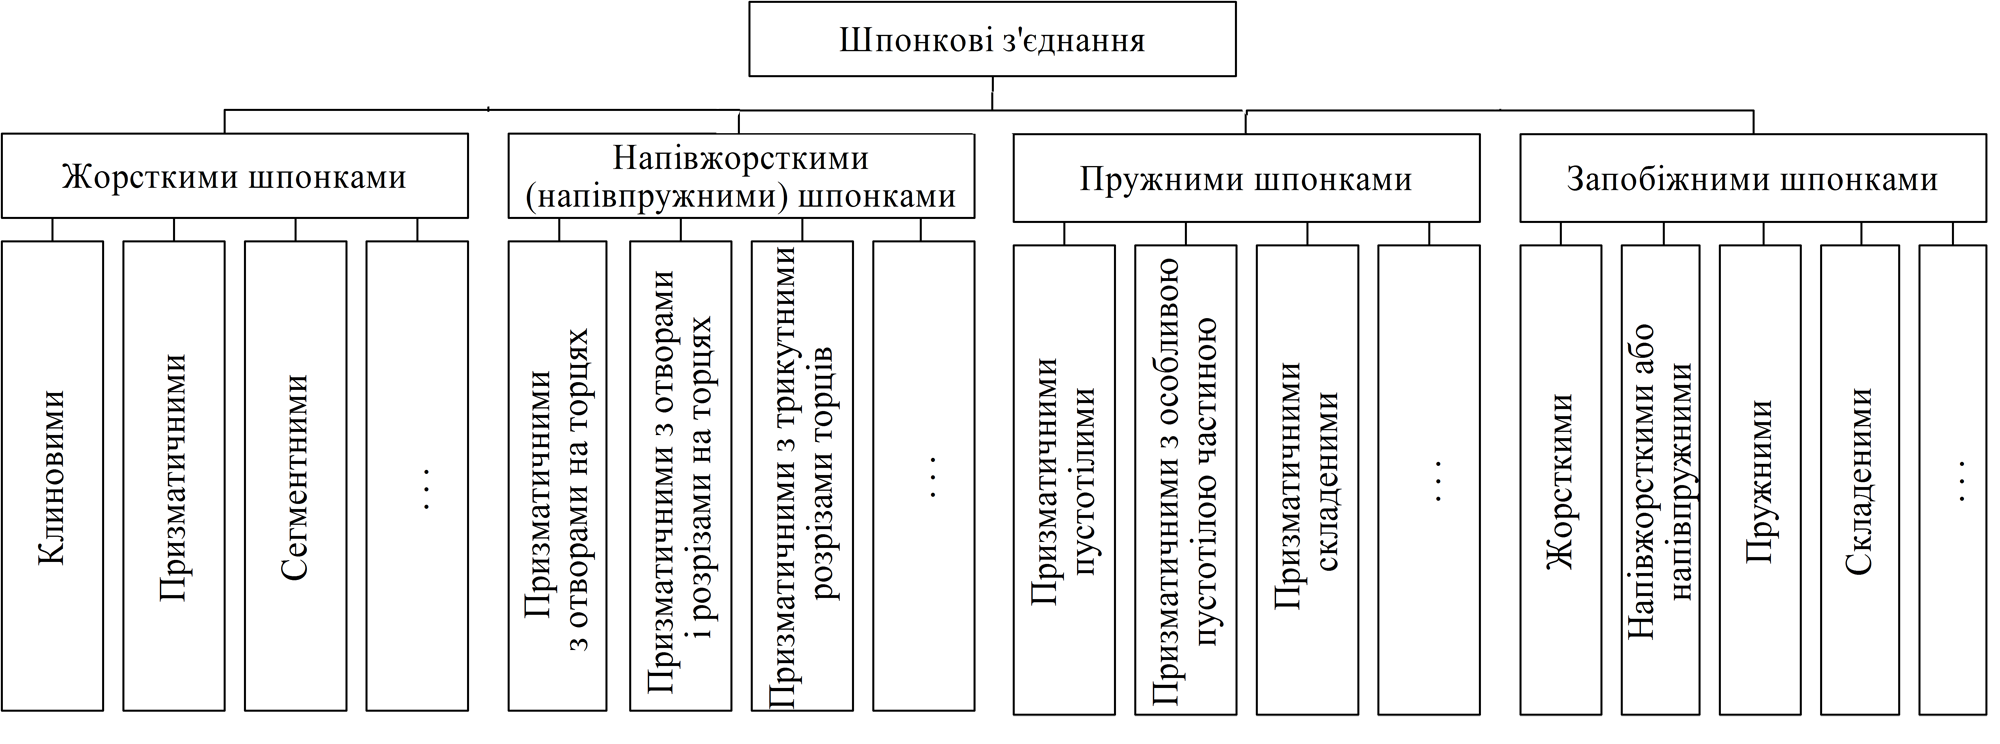 Шпонкові з'єднання
Жорсткими шпонками
Напівжорсткими
(напівпружними) шпонками
Пружними шпонками
Запобіжними шпонками
Клиновими
Призматичними
Сегментними
...
Призматичними
з отворами на торцях
Призматичними з отворами
і розрізами на торцях
Призматичними з трикутними
розрізами торців
...
Призматичними
пустотілими
Призматичними з особливою
пустотілою частиною
Призматичними
складеними
...
Жорсткими
Напівжорсткими або
напівпружними
Пружними
Складеними
...